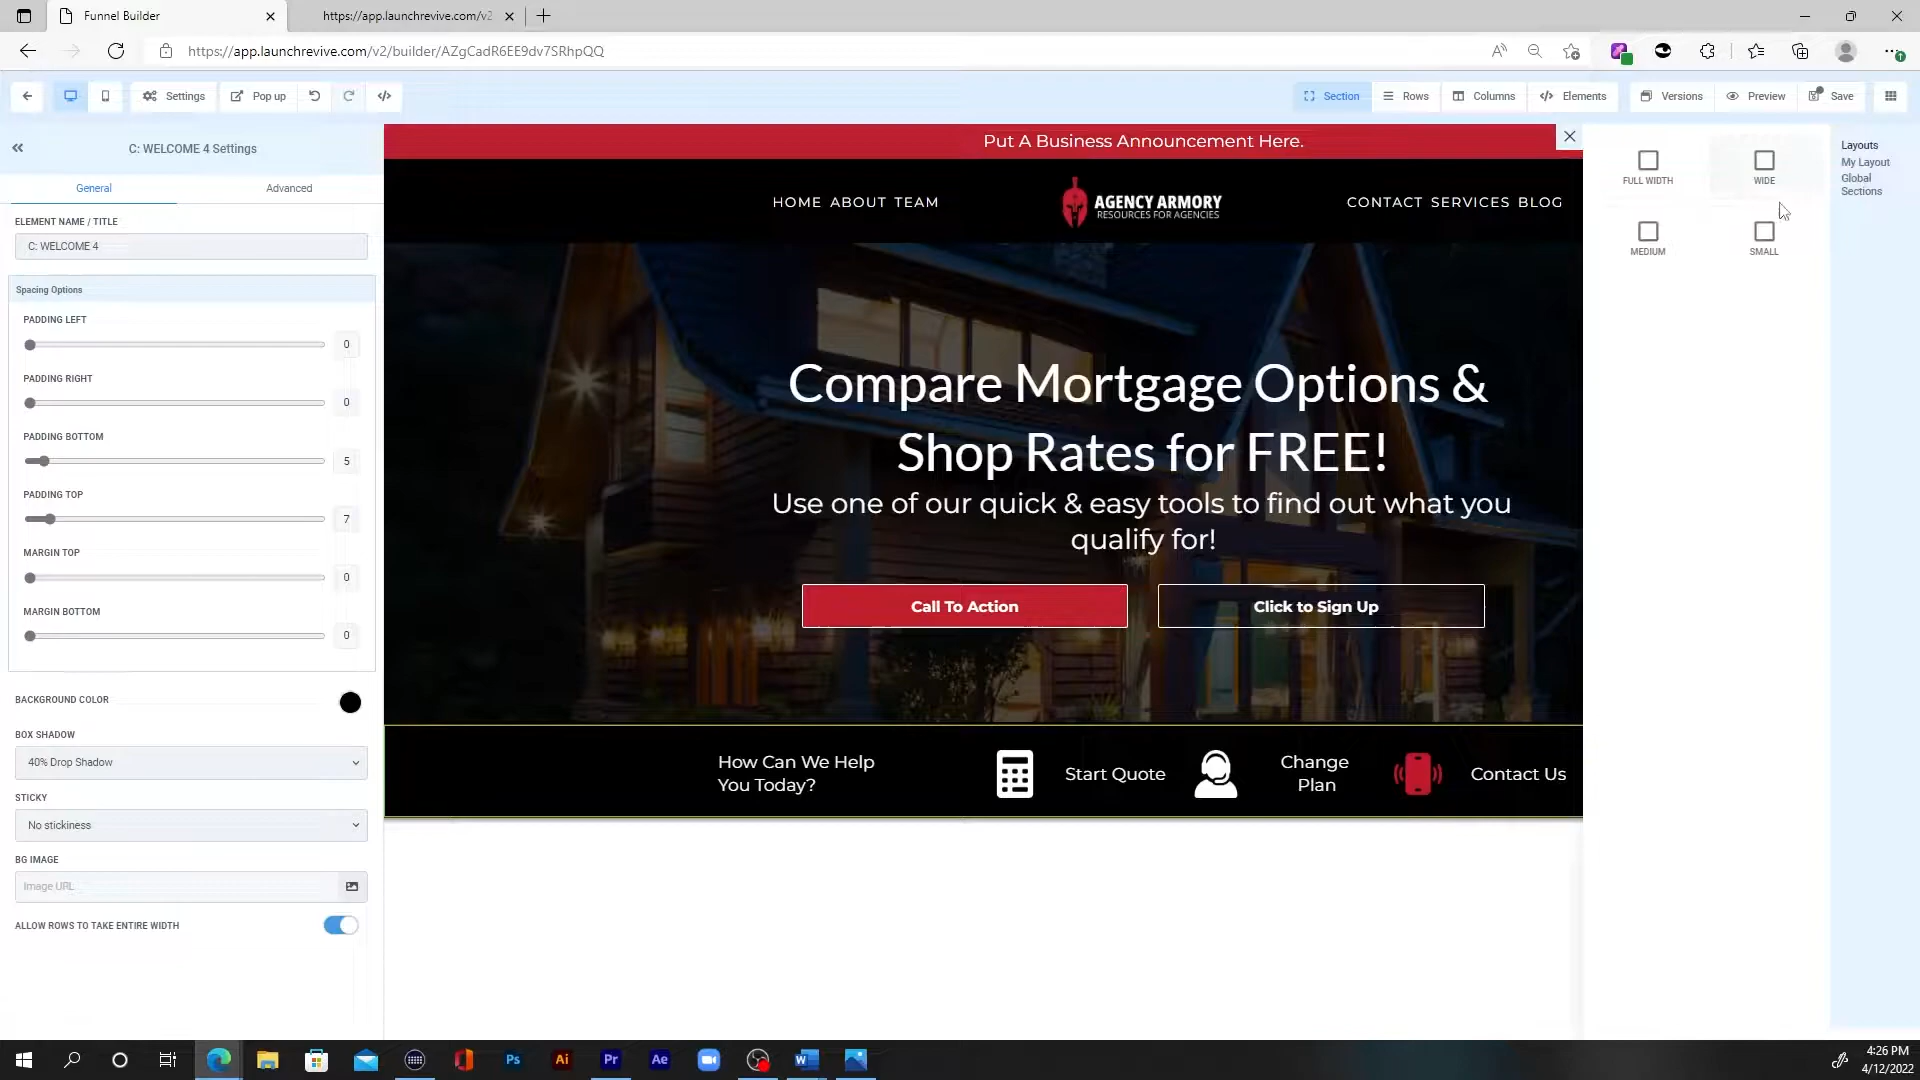 Funnel Builder
https://app.launchrevive.com/v2
https://app.launchrevive.com/v2/builder/AZgCadR6EE9dv7SRhpQQ
Settings
Pop up
Section
Rows
Columns
Elements
Versions
Preview
Save
C: WELCOME 4 Settings
General
Advanced
ELEMENT NAME / TITLE
C: WELCOME 4
Spacing Options
PADDING LEFT
0
PADDING RIGHT
0
PADDING BOTTOM
5
PADDING TOP
7
MARGIN TOP
0
MARGIN BOTTOM
0
BACKGROUND COLOR
BOX SHADOW
40% Drop Shadow
STICKY
No stickiness
BG IMAGE
Image URL
ALLOW ROWS TO TAKE ENTIRE WIDTH
Put A Business Announcement Here.
HOME ABOUT TEAM
AGENCY ARMORY
RESOURCES FOR AGENCIES
CONTACT SERVICES BLOG
Compare Mortgage Options &
Shop Rates for FREE!
Use one of our quick & easy tools to find out what you
qualify for!
Call To Action
Click to Sign Up
How Can We Help
You Today?
Start Quote
Change
Plan
Contact Us
FULL WIDTH
WIDE
MEDIUM
SMALL
Layouts
My Layout
Global
Sections
Ps
Ai
Pr
Ae
4:26 PM
4/12/2022